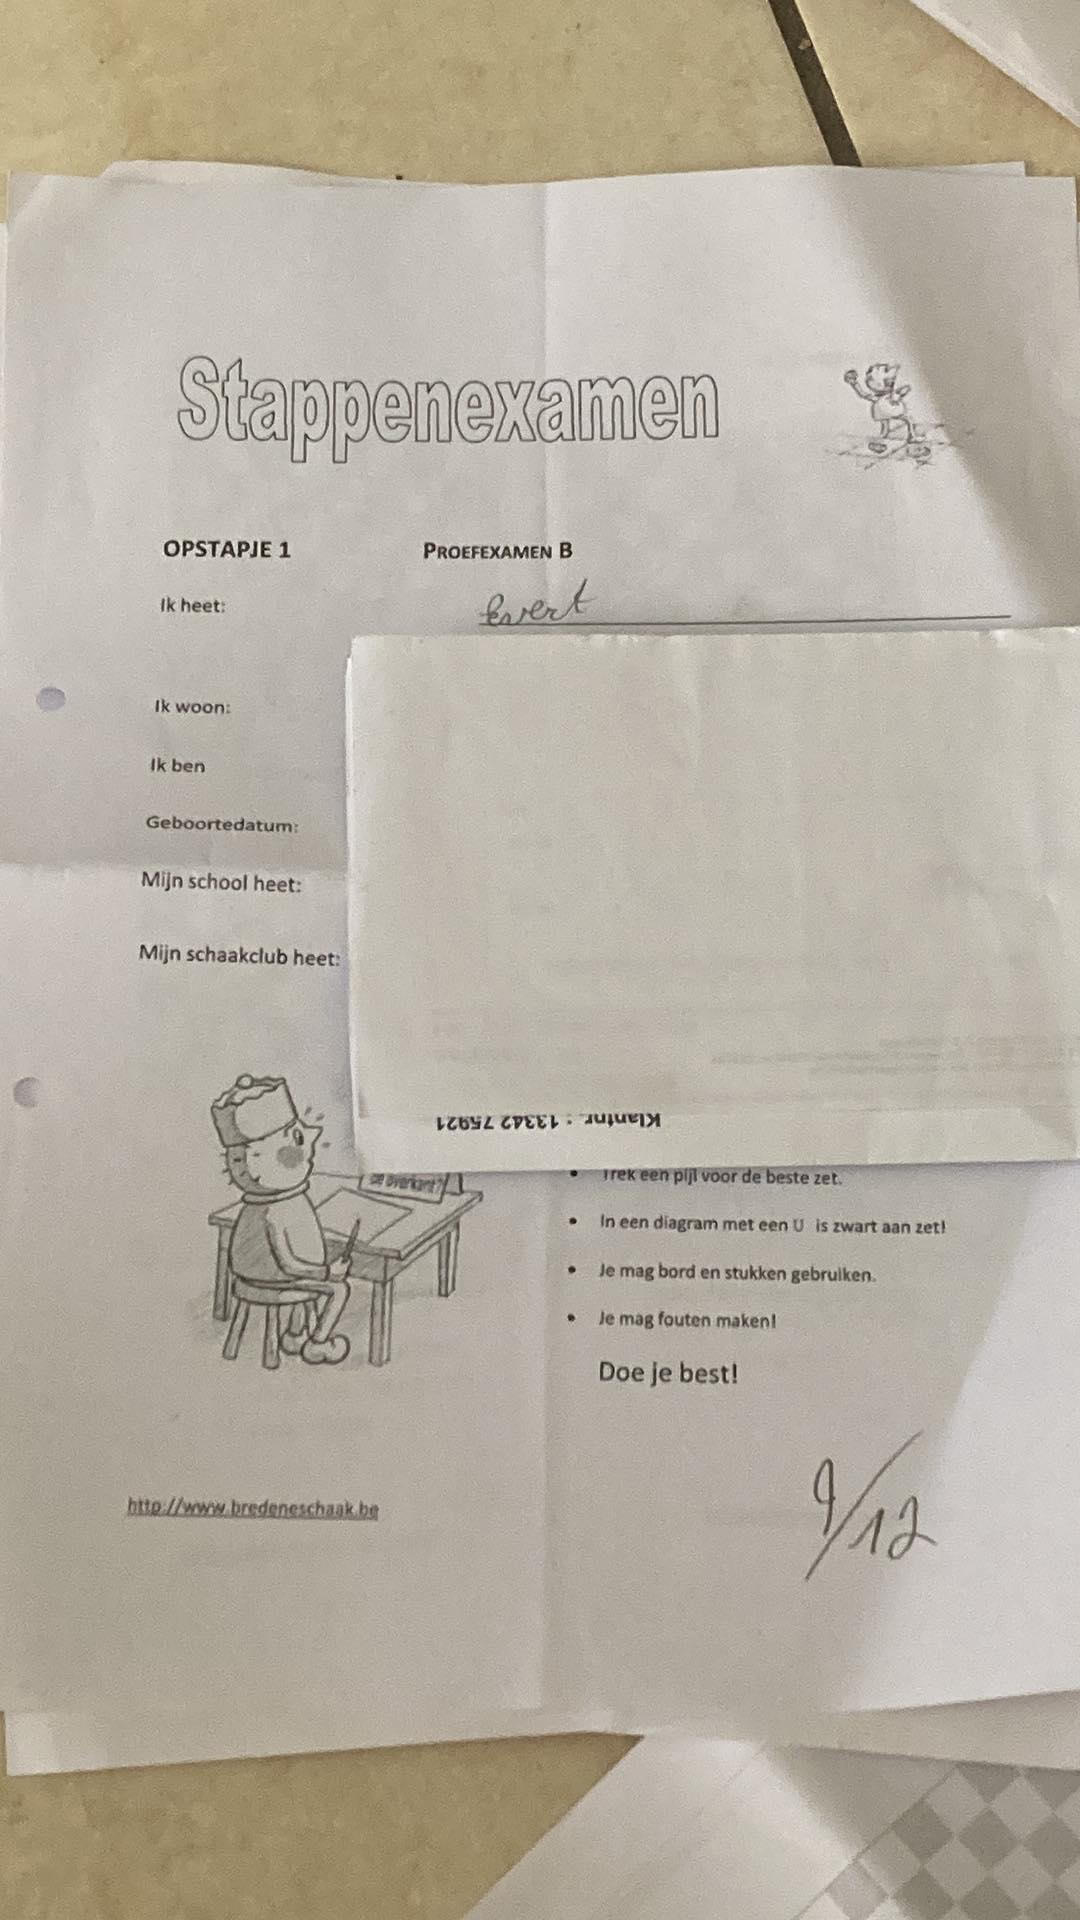 Stappenexamen
OPSTAPJE 1 PROEFEXAMEN B
Ik heet: Evert
Ik woon:
Ik ben
Geboortedatum:
Mijn school heet:
Mijn schaakclub heet:
Klantnr. : 13342 75921
Trek een pijl voor de beste zet.
In een diagram met een U is zwart aan zet!
Je mag bord en stukken gebruiken.
Je mag fouten maken!
Doe je best!
9/12
http://www.bredeneschaak.be